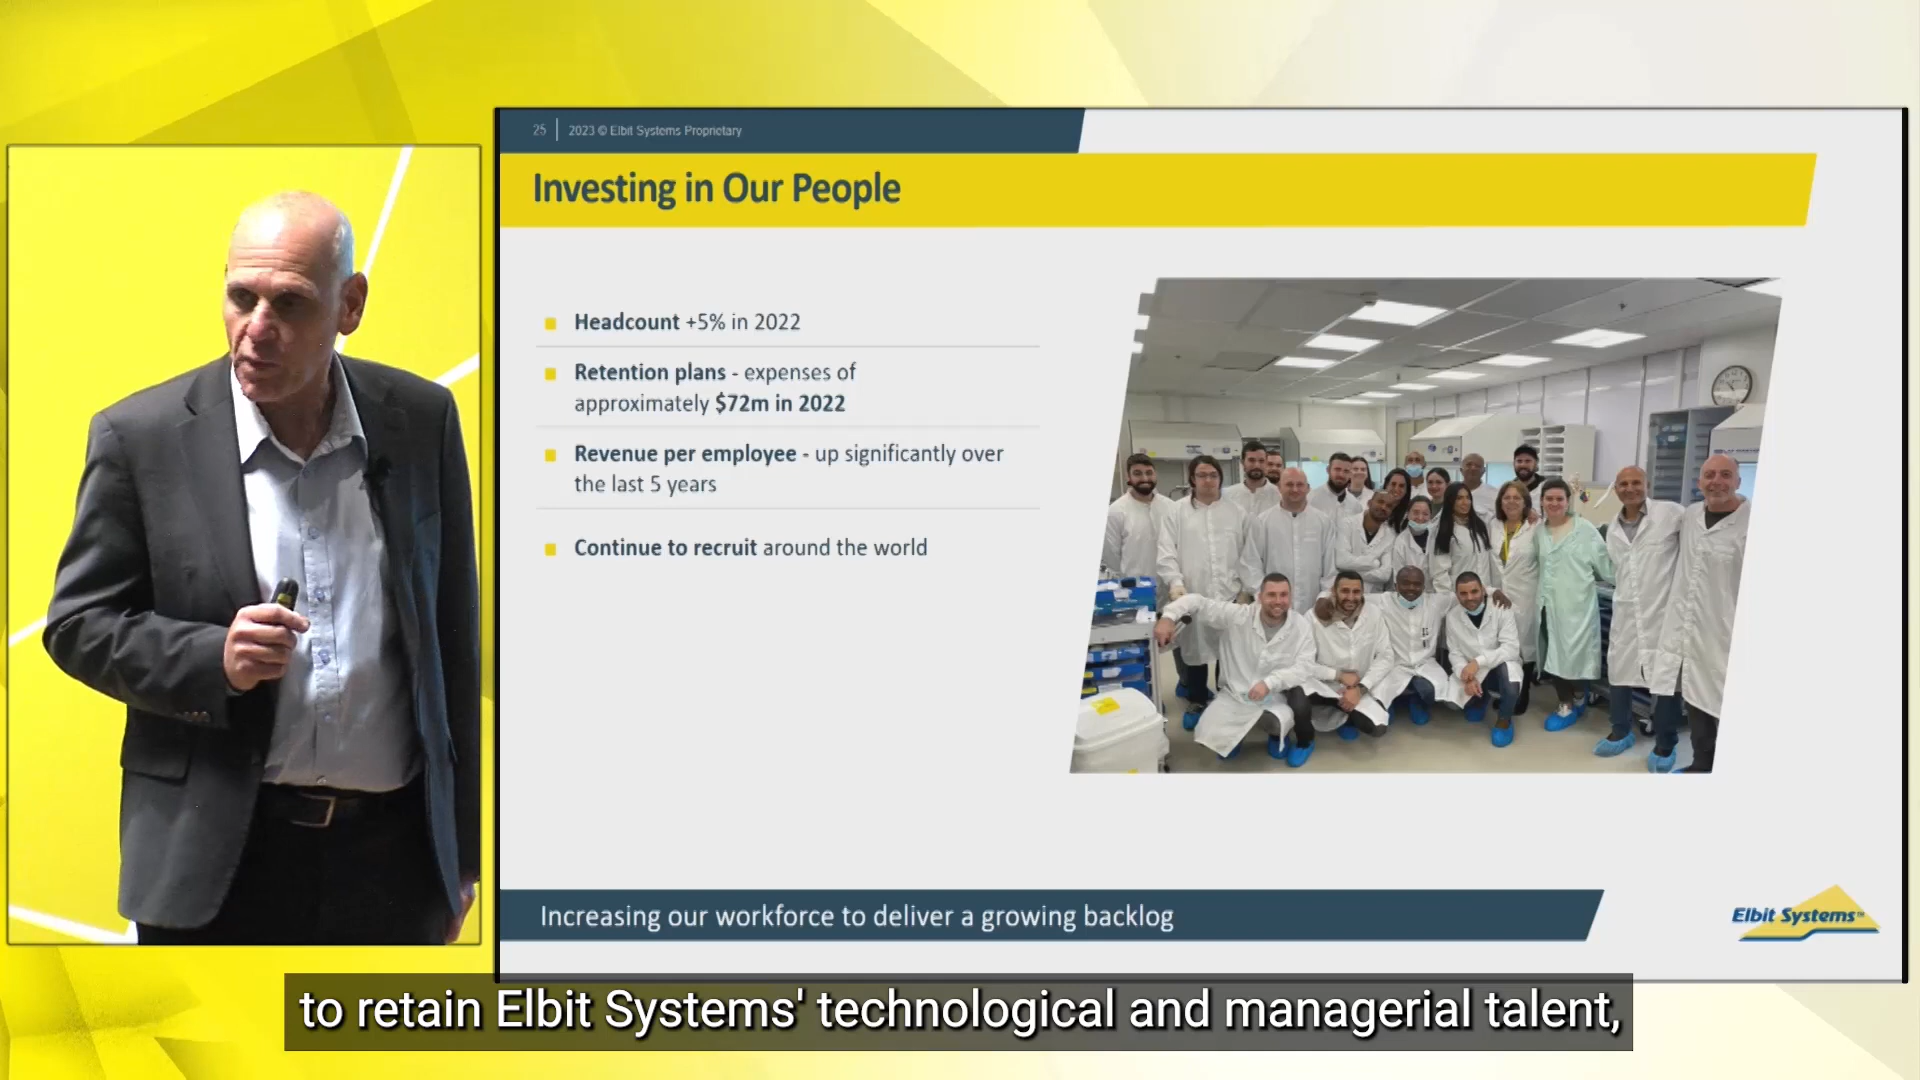 25 | 2023 © Elbit Systems Proprietary
Investing in Our People
Headcount +5% in 2022
Retention plans - expenses of
approximately $72m in 2022
Revenue per employee - up significantly over
the last 5 years
Continue to recruit around the world
Increasing our workforce to deliver a growing backlog
Elbit Systems™
to retain Elbit Systems' technological and managerial talent,